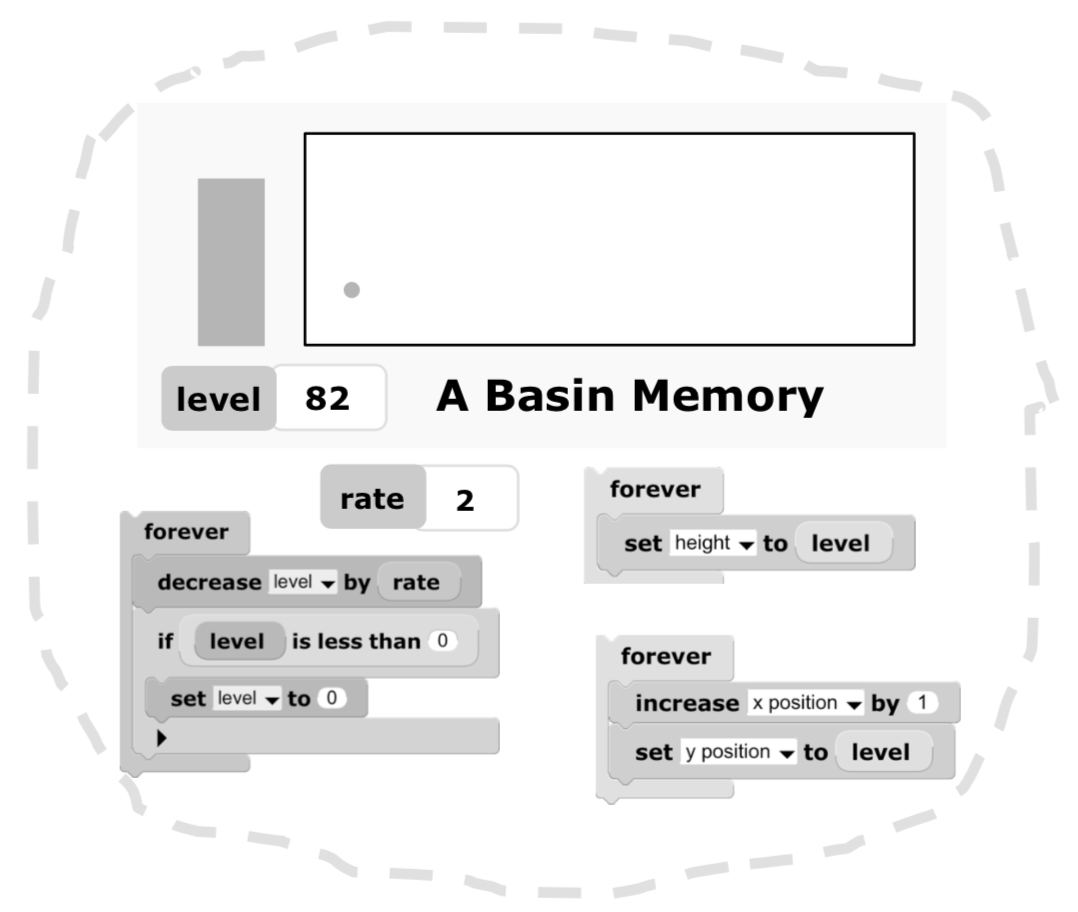 level 82
A Basin Memory
rate 2
forever
decrease level by rate
if level is less than 0
set level to 0
forever
set height to level
forever
increase x position by 1
set y position to level